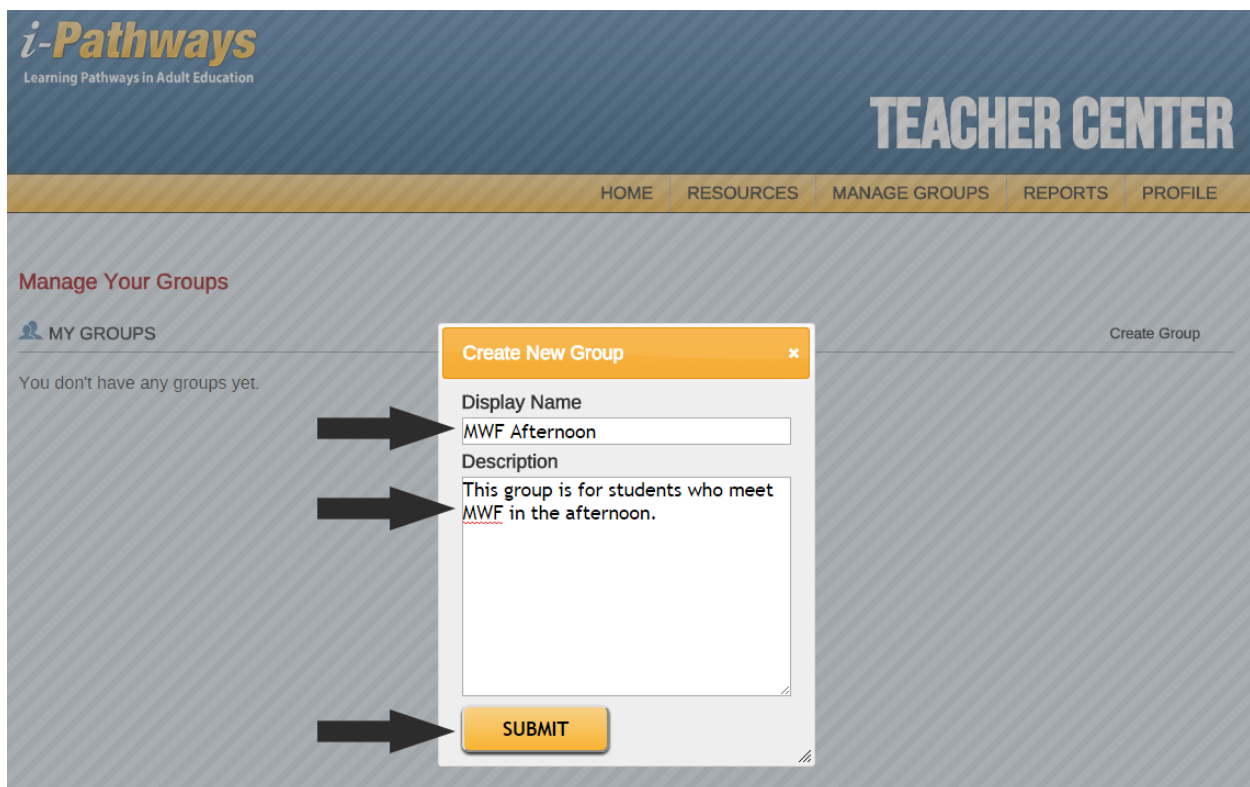 i-Pathways
Learning Pathways in Adult Education
TEACHER CENTER
HOME RESOURCES MANAGE GROUPS REPORTS PROFILE
Manage Your Groups
MY GROUPS
Create Group
You don't have any groups yet.
Create New Group ×
Display Name
MWF Afternoon
Description
This group is for students who meet
MWF in the afternoon.
SUBMIT